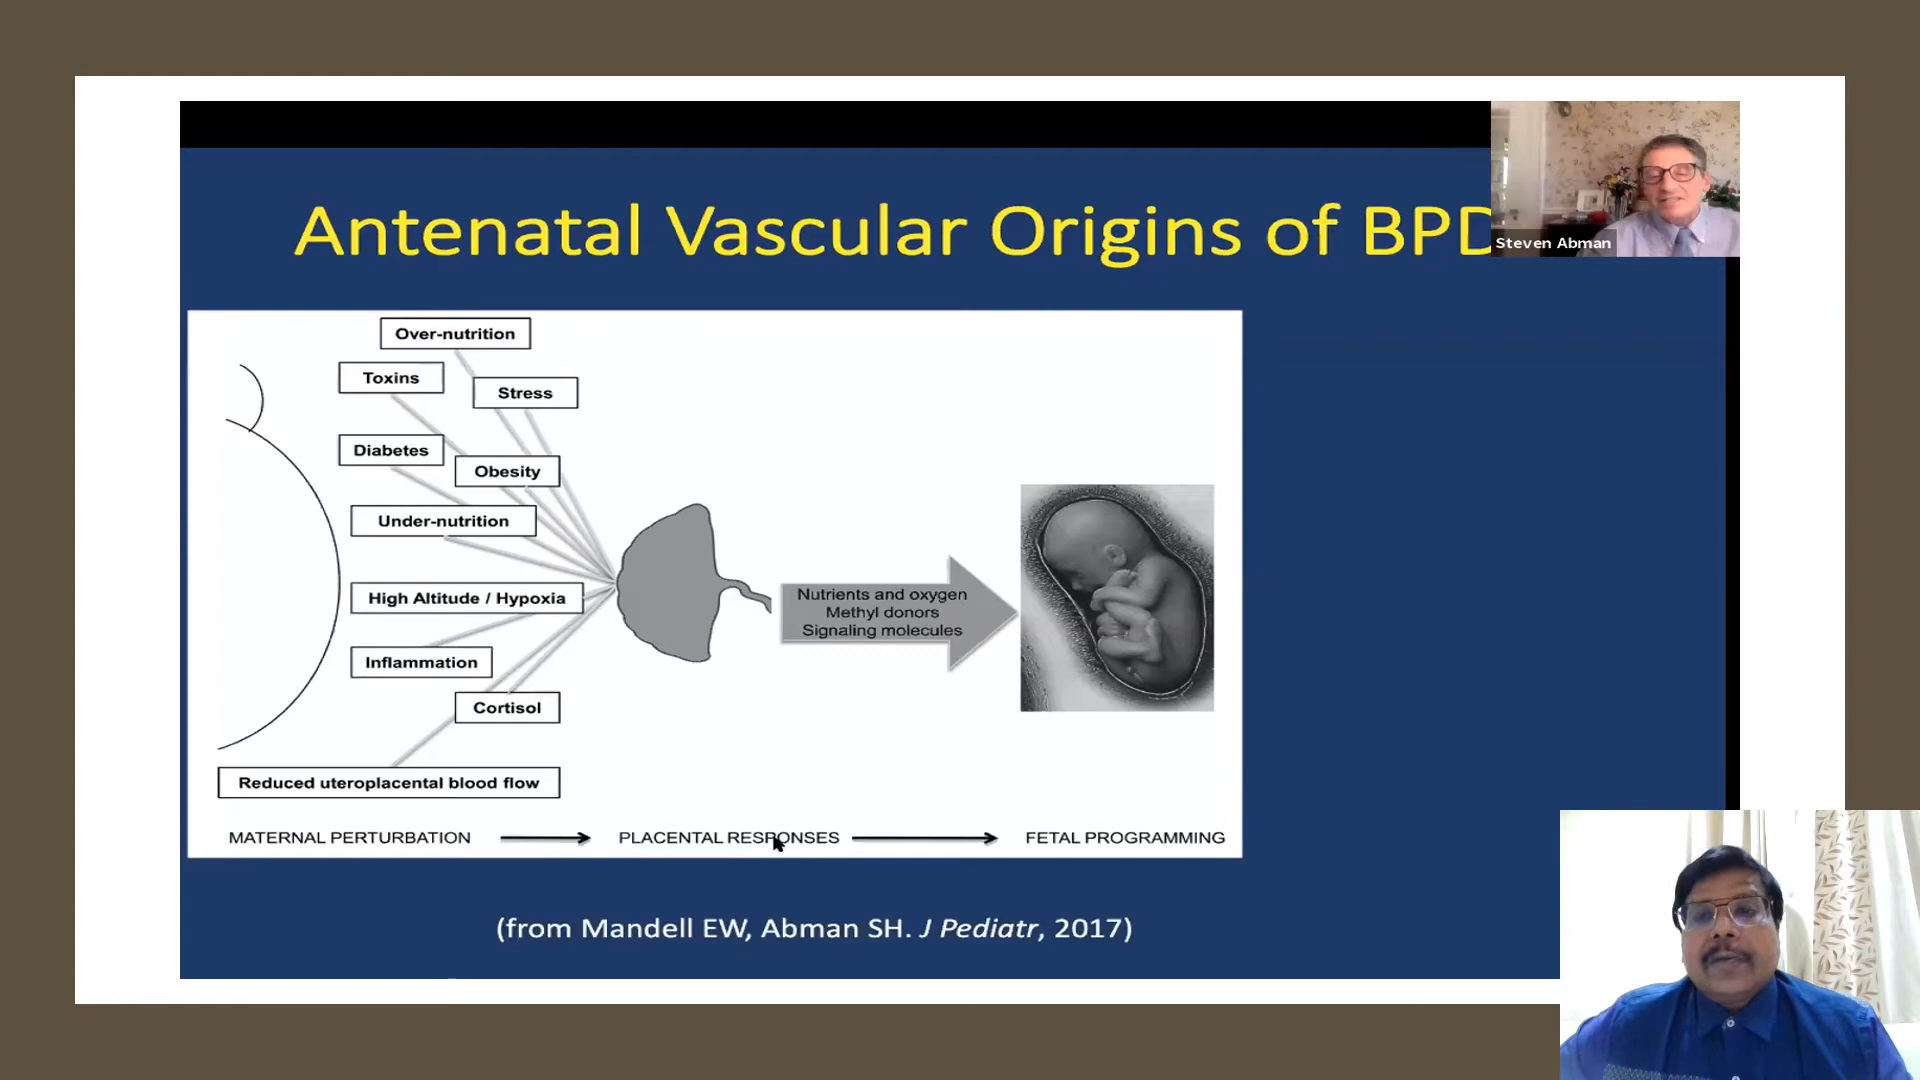 Antenatal Vascular Origins of BPD
Steven Abman
Over-nutrition
Toxins
Stress
Diabetes
Obesity
Under-nutrition
High Altitude / Hypoxia
Inflammation
Cortisol
Reduced uteroplacental blood flow
Nutrients and oxygen
Methyl donors
Signaling molecules
MATERNAL PERTURBATION
PLACENTAL RESPONSES
FETAL PROGRAMMING
(from Mandell EW, Abman SH. J Pediatr, 2017)